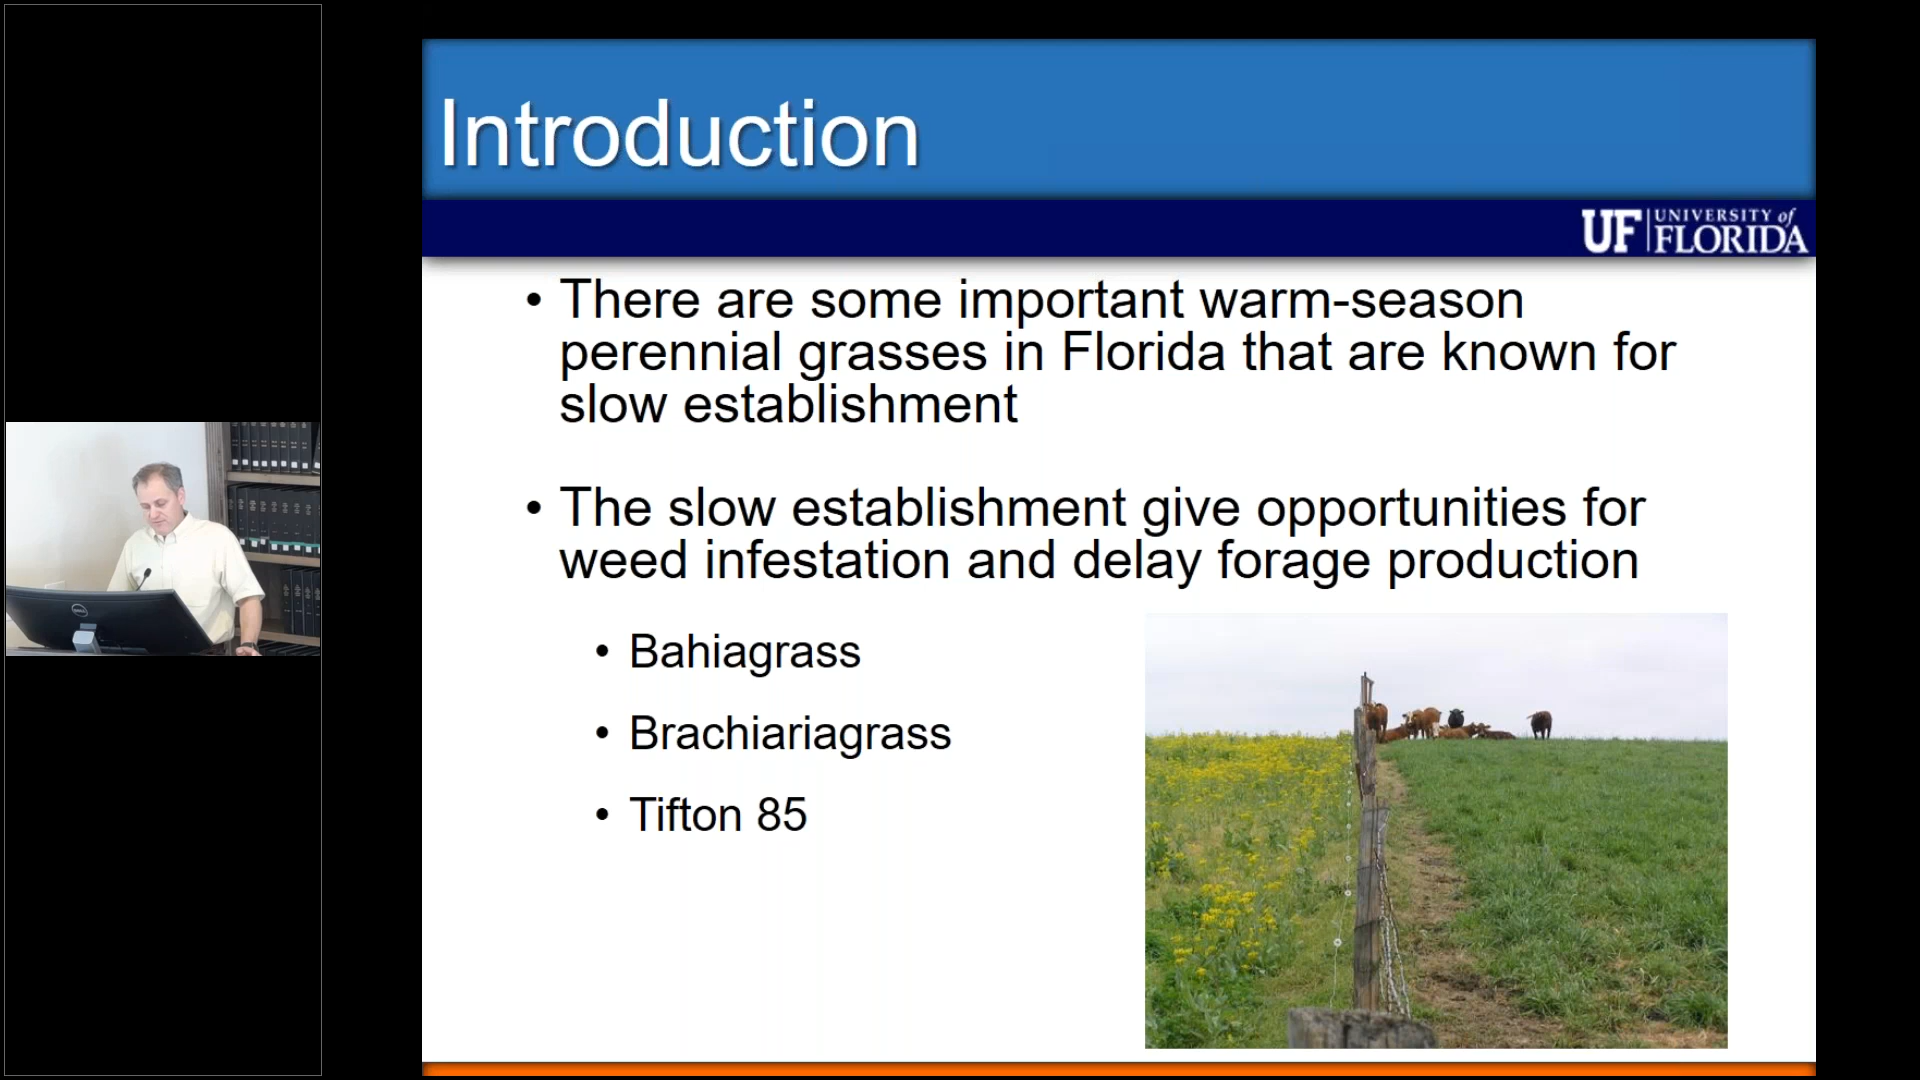 Introduction
UF UNIVERSITY of
FLORIDA
• There are some important warm-season
perennial grasses in Florida that are known for
slow establishment
• The slow establishment give opportunities for
weed infestation and delay forage production
• Bahiagrass
• Brachiariagrass
• Tifton 85
DELL